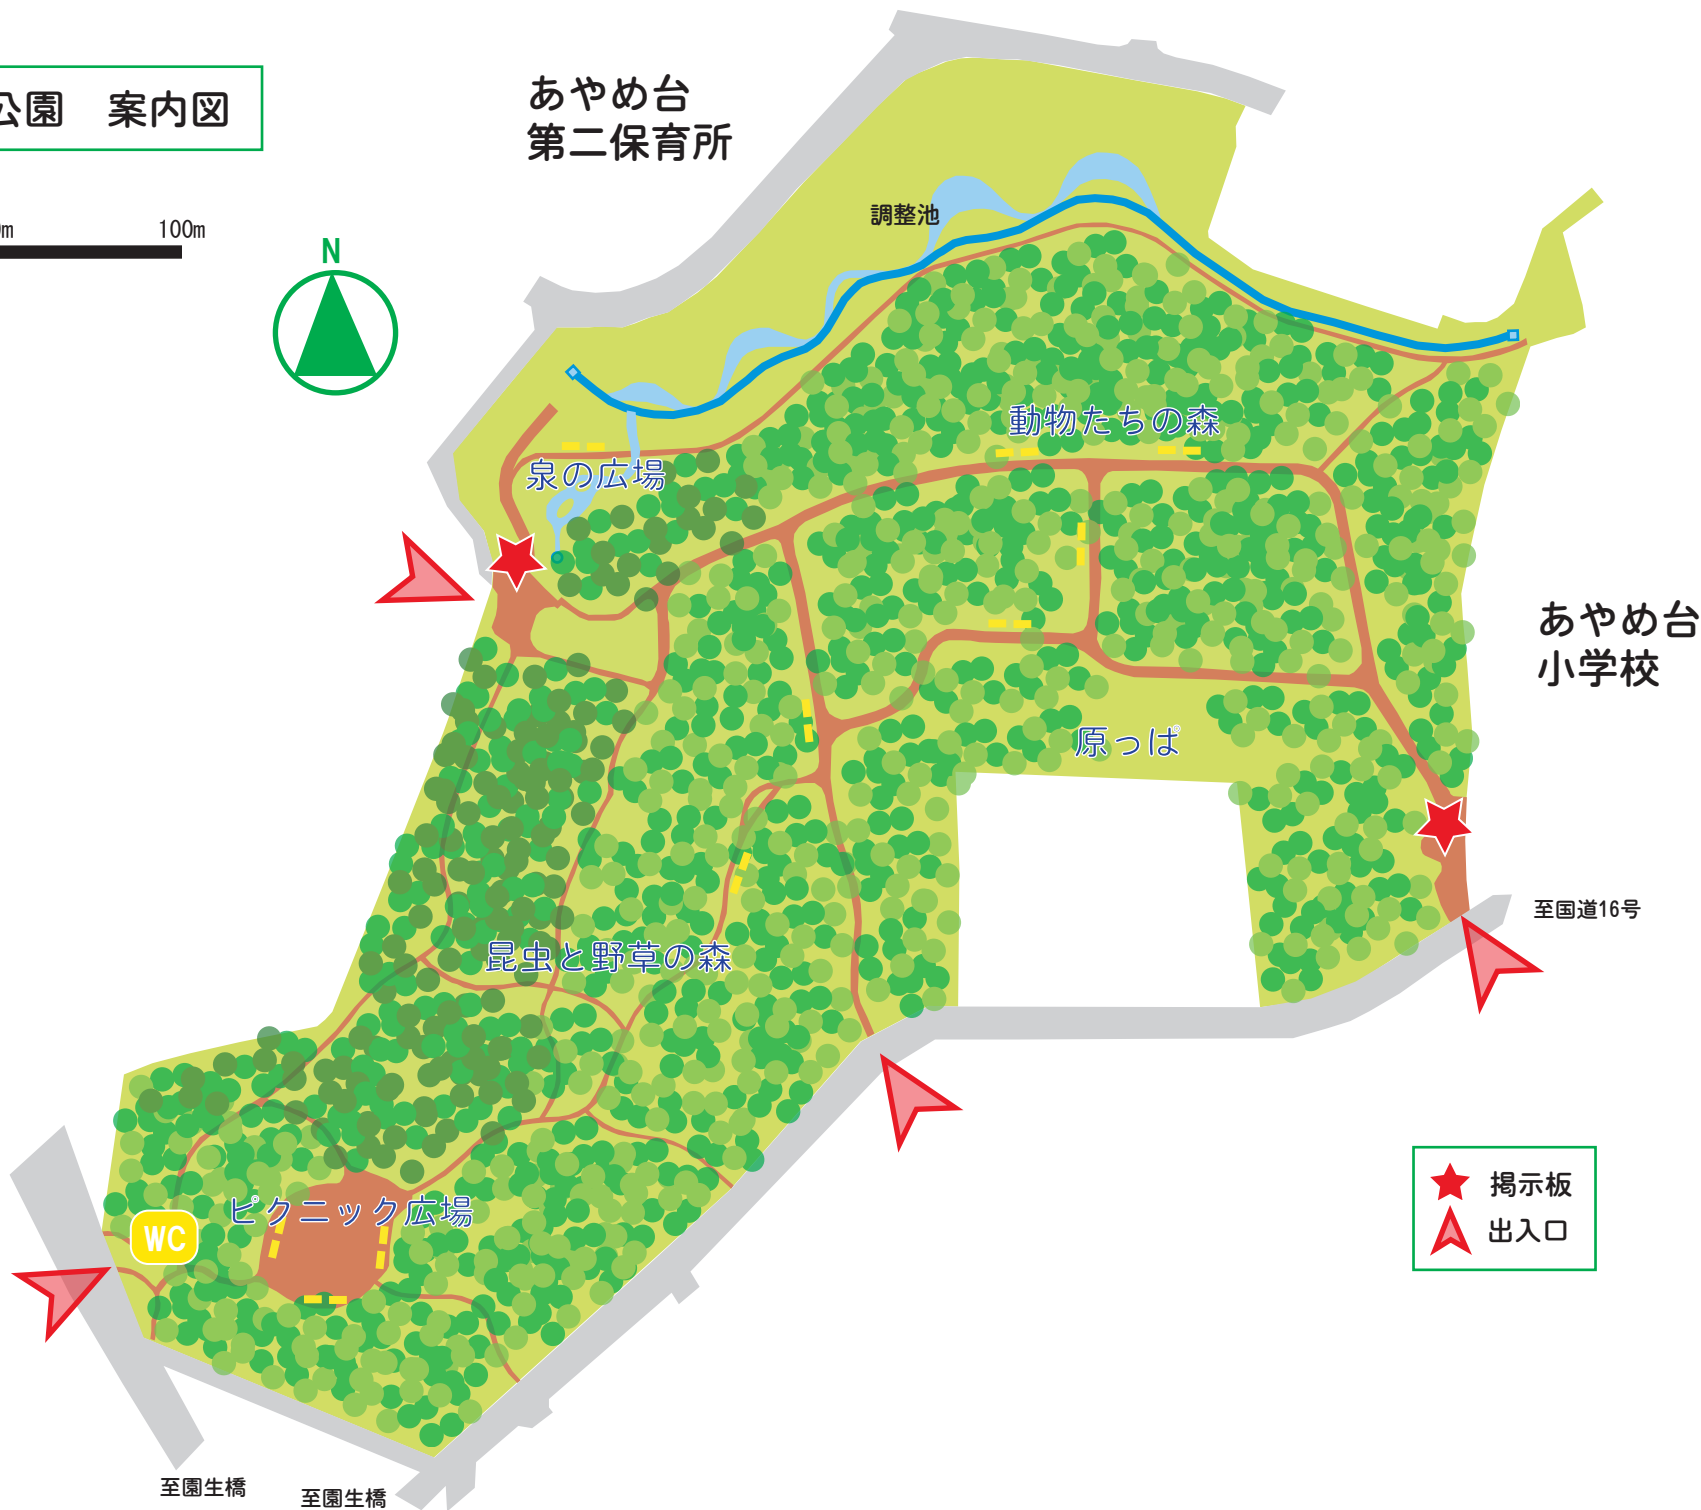 公園　案内図
あやめ台
第二保育所
100m
N
調整池
動物たちの森
泉の広場
あやめ台
小学校
原っぱ
至国道16号
昆虫と野草の森
ピクニック広場
WC
掲示板
出入口
至園生橋
至園生橋